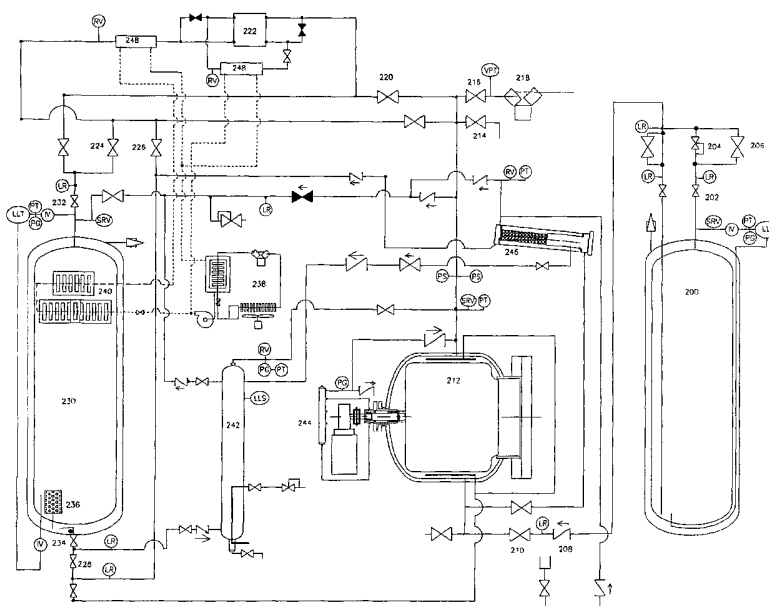 RV
248
222
RV
248
220
216
VPT
218
214
224
226
LR
204
206
LR
232
LR
202
RV
PT
LLT
PT
IV
PG
SRV
LR
SRV
IV
PT
PG
LLT
246
240
238
PS
PS
200
SRV
PT
RV
PG
PT
212
230
242
LLS
PG
244
236
234
IV
LR
228
LR
210
LR
208